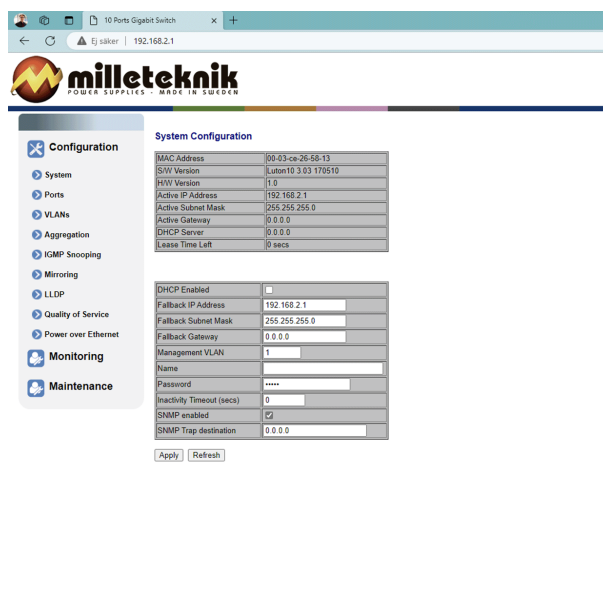 10 Ports Gigabit Switch
Ej säker 192.168.2.1
milleteknik
POWER SUPPLIES - MADE IN SWEDEN
Configuration
System
Ports
VLANs
Aggregation
IGMP Snooping
Mirroring
LLDP
Quality of Service
Power over Ethernet
Monitoring
Maintenance
System Configuration
MAC Address 00-03-ce-26-58-13
S/W Version Luton10 3.03 170510
H/W Version 1.0
Active IP Address 192.168.2.1
Active Subnet Mask 255.255.255.0
Active Gateway 0.0.0.0
DHCP Server 0.0.0.0
Lease Time Left 0 secs
DHCP Enabled
Fallback IP Address 192.168.2.1
Fallback Subnet Mask 255.255.255.0
Fallback Gateway 0.0.0.0
Management VLAN 1
Name
Password •••••
Inactivity Timeout (secs) 0
SNMP enabled
SNMP Trap destination 0.0.0.0
Apply Refresh